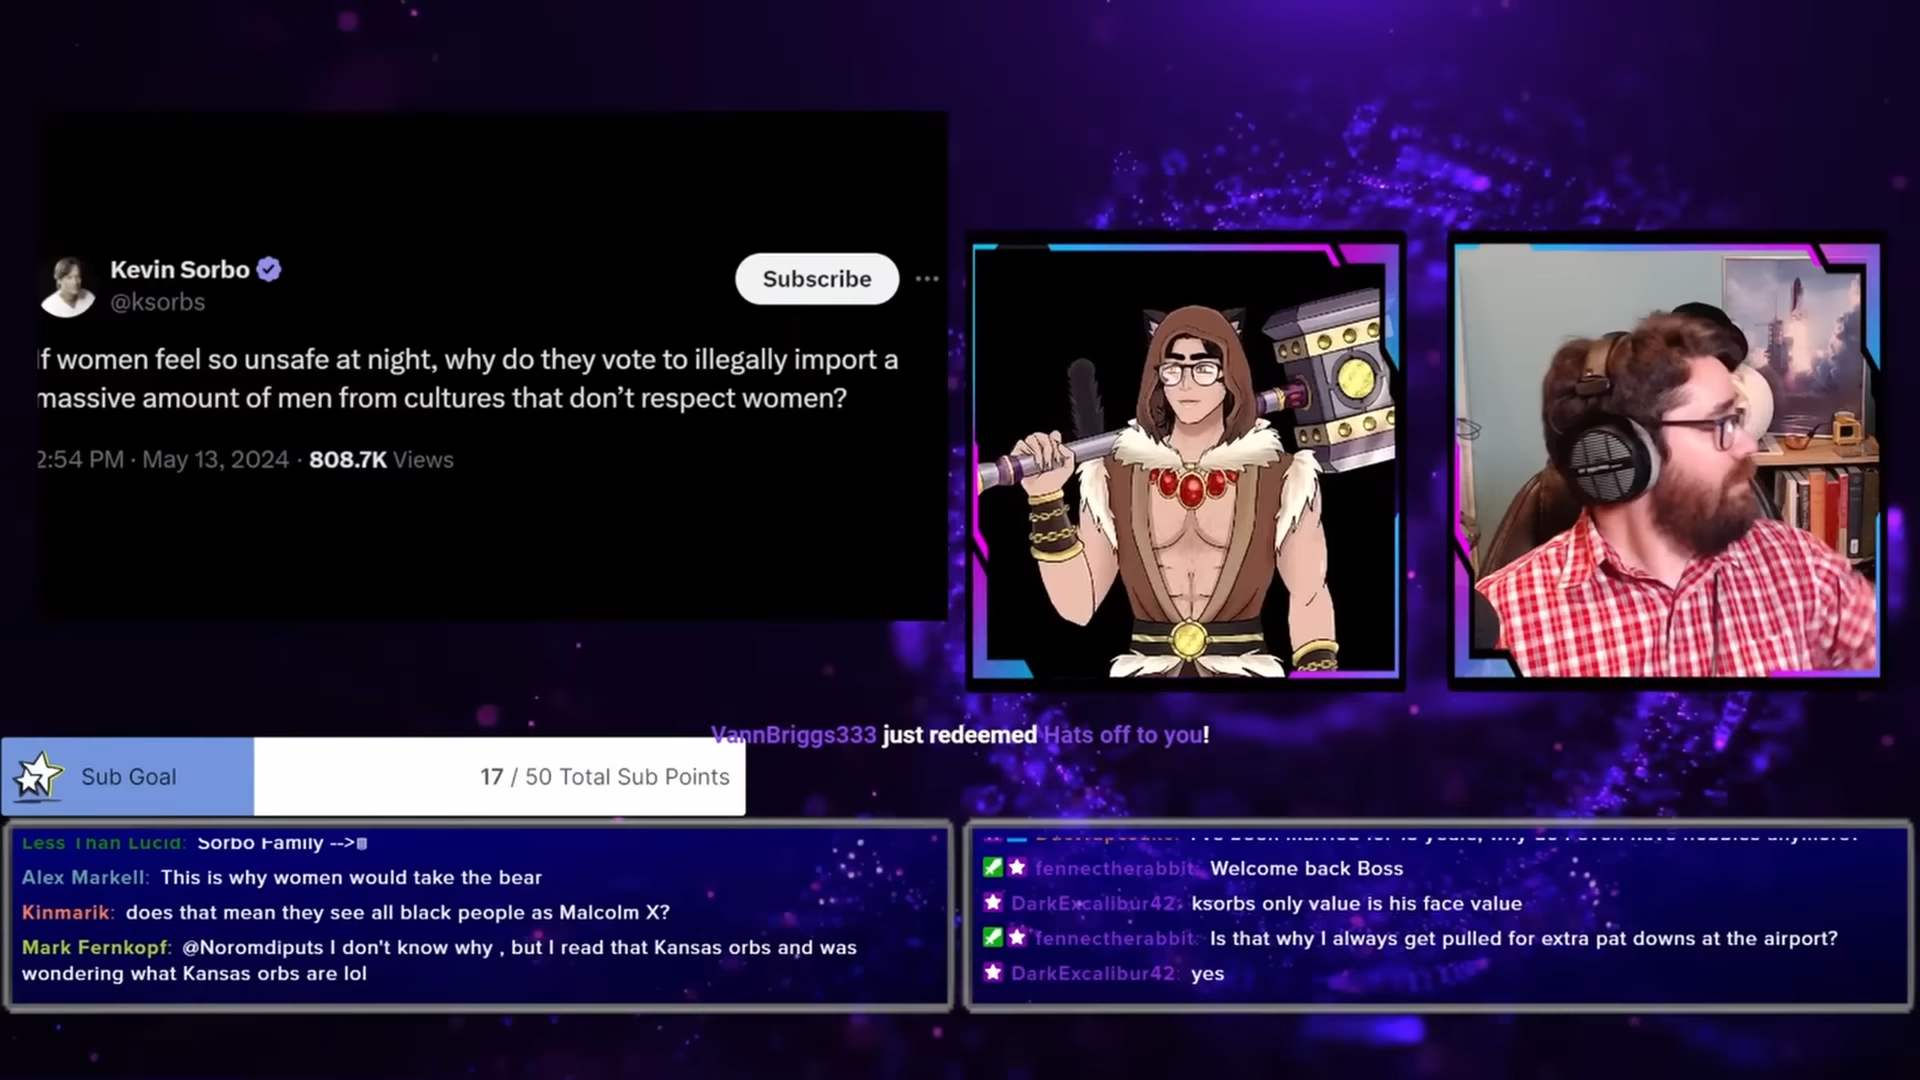 Kevin Sorbo
@ksorbs
Subscribe
If women feel so unsafe at night, why do they vote to illegally import a
massive amount of men from cultures that don’t respect women?
2:54 PM · May 13, 2024 · 808.7K Views
VannBriggs333 just redeemed Hats off to you!
Sub Goal
17 / 50 Total Sub Points
Less Than Lucid: Sorbo Family -->
Alex Markell: This is why women would take the bear
Kinmarik: does that mean they see all black people as Malcolm X?
Mark Fernkopf: @Noromdiputs I don't know why , but I read that Kansas orbs and was
wondering what Kansas orbs are lol
fennectherabbit: Welcome back Boss
DarkExcalibur42: ksorbs only value is his face value
fennectherabbit: Is that why I always get pulled for extra pat downs at the airport?
DarkExcalibur42: yes